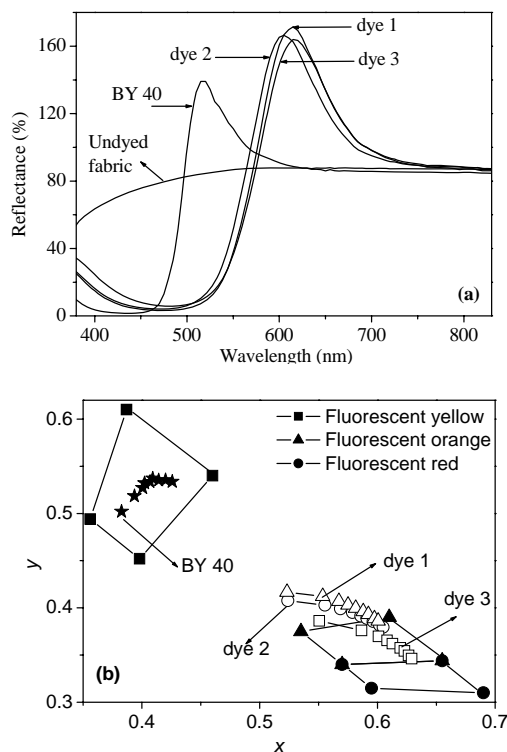 160
120
80
40
0
Reflectance (%)
dye 1
dye 2
dye 3
BY 40
Undyed
fabric
(a)
400
500
600
700
800
Wavelength (nm)
0.6
0.5
0.4
0.3
y
Fluorescent yellow
Fluorescent orange
Fluorescent red
BY 40
dye 1
dye 3
dye 2
(b)
0.4
0.5
0.6
0.7
x